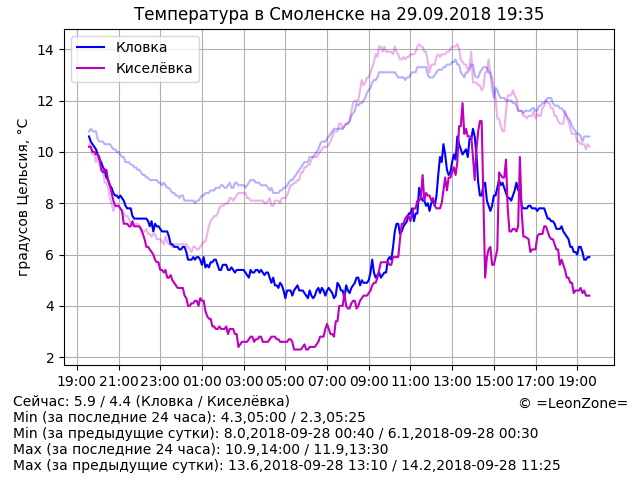 Температура в Смоленске на 29.09.2018 19:35
Кловка
Киселёвка
градусов Цельсия, °C
14
12
10
8
6
4
2
19:00 21:00 23:00 01:00 03:00 05:00 07:00 09:00 11:00 13:00 15:00 17:00 19:00
Сейчас: 5.9 / 4.4 (Кловка / Киселёвка)
© =LeonZone=
Min (за последние 24 часа): 4.3,05:00 / 2.3,05:25
Min (за предыдущие сутки): 8.0,2018-09-28 00:40 / 6.1,2018-09-28 00:30
Max (за последние 24 часа): 10.9,14:00 / 11.9,13:30
Max (за предыдущие сутки): 13.6,2018-09-28 13:10 / 14.2,2018-09-28 11:25